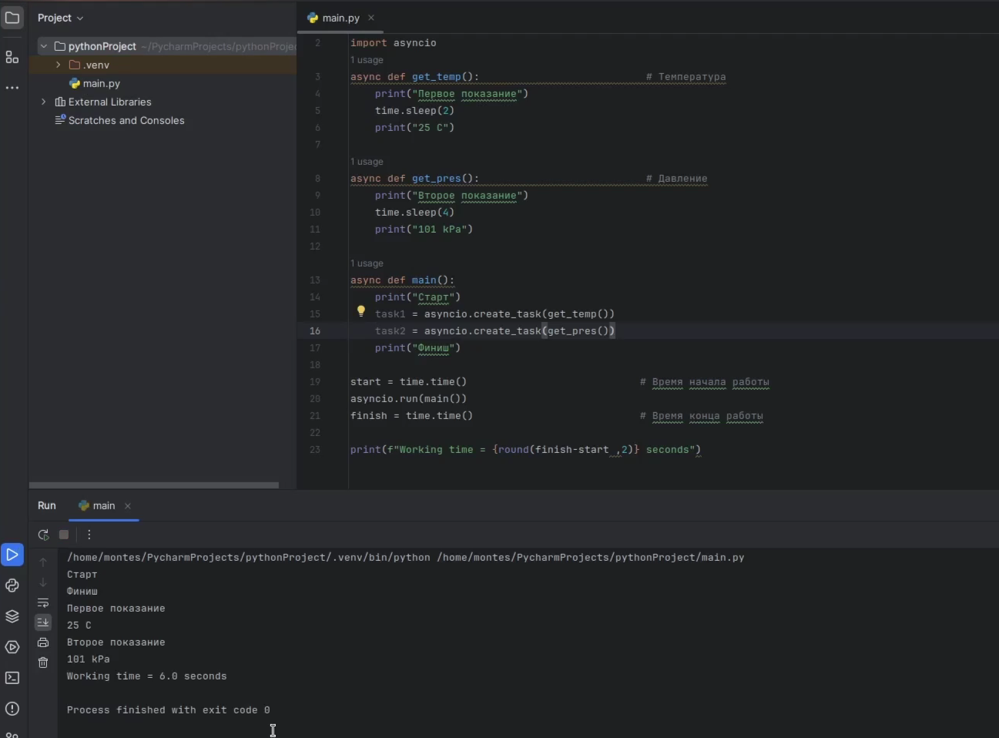 Project
main.py
pythonProject ~/PycharmProjects/pythonProje
.venv
main.py
External Libraries
Scratches and Consoles
2 import asyncio
1 usage
3 async def get_temp(): # Температура
4 print("Первое показание")
5 time.sleep(2)
6 print("25 C")
7
1 usage
8 async def get_pres(): # Давление
9 print("Второе показание")
10 time.sleep(4)
11 print("101 kPa")
12
1 usage
13 async def main():
14 print("Старт")
15 task1 = asyncio.create_task(get_temp())
16 task2 = asyncio.create_task(get_pres())
17 print("Финиш")
18
19 start = time.time() # Время начала работы
20 asyncio.run(main())
21 finish = time.time() # Время конца работы
22
23 print(f"Working time = {round(finish-start ,2)} seconds")
Run main
/home/montes/PycharmProjects/pythonProject/.venv/bin/python /home/montes/PycharmProjects/pythonProject/main.py
Старт
Финиш
Первое показание
25 C
Второе показание
101 kPa
Working time = 6.0 seconds
Process finished with exit code 0